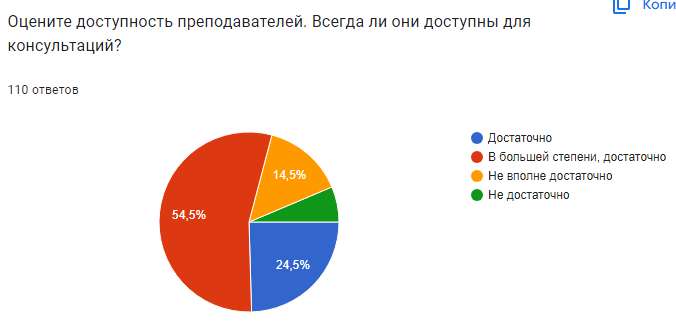 Копи
Оцените доступность преподавателей. Всегда ли они доступны для
консультаций?
110 ответов
Достаточно
В большей степени, достаточно
Не вполне достаточно
Не достаточно
14,5%
54,5%
24,5%